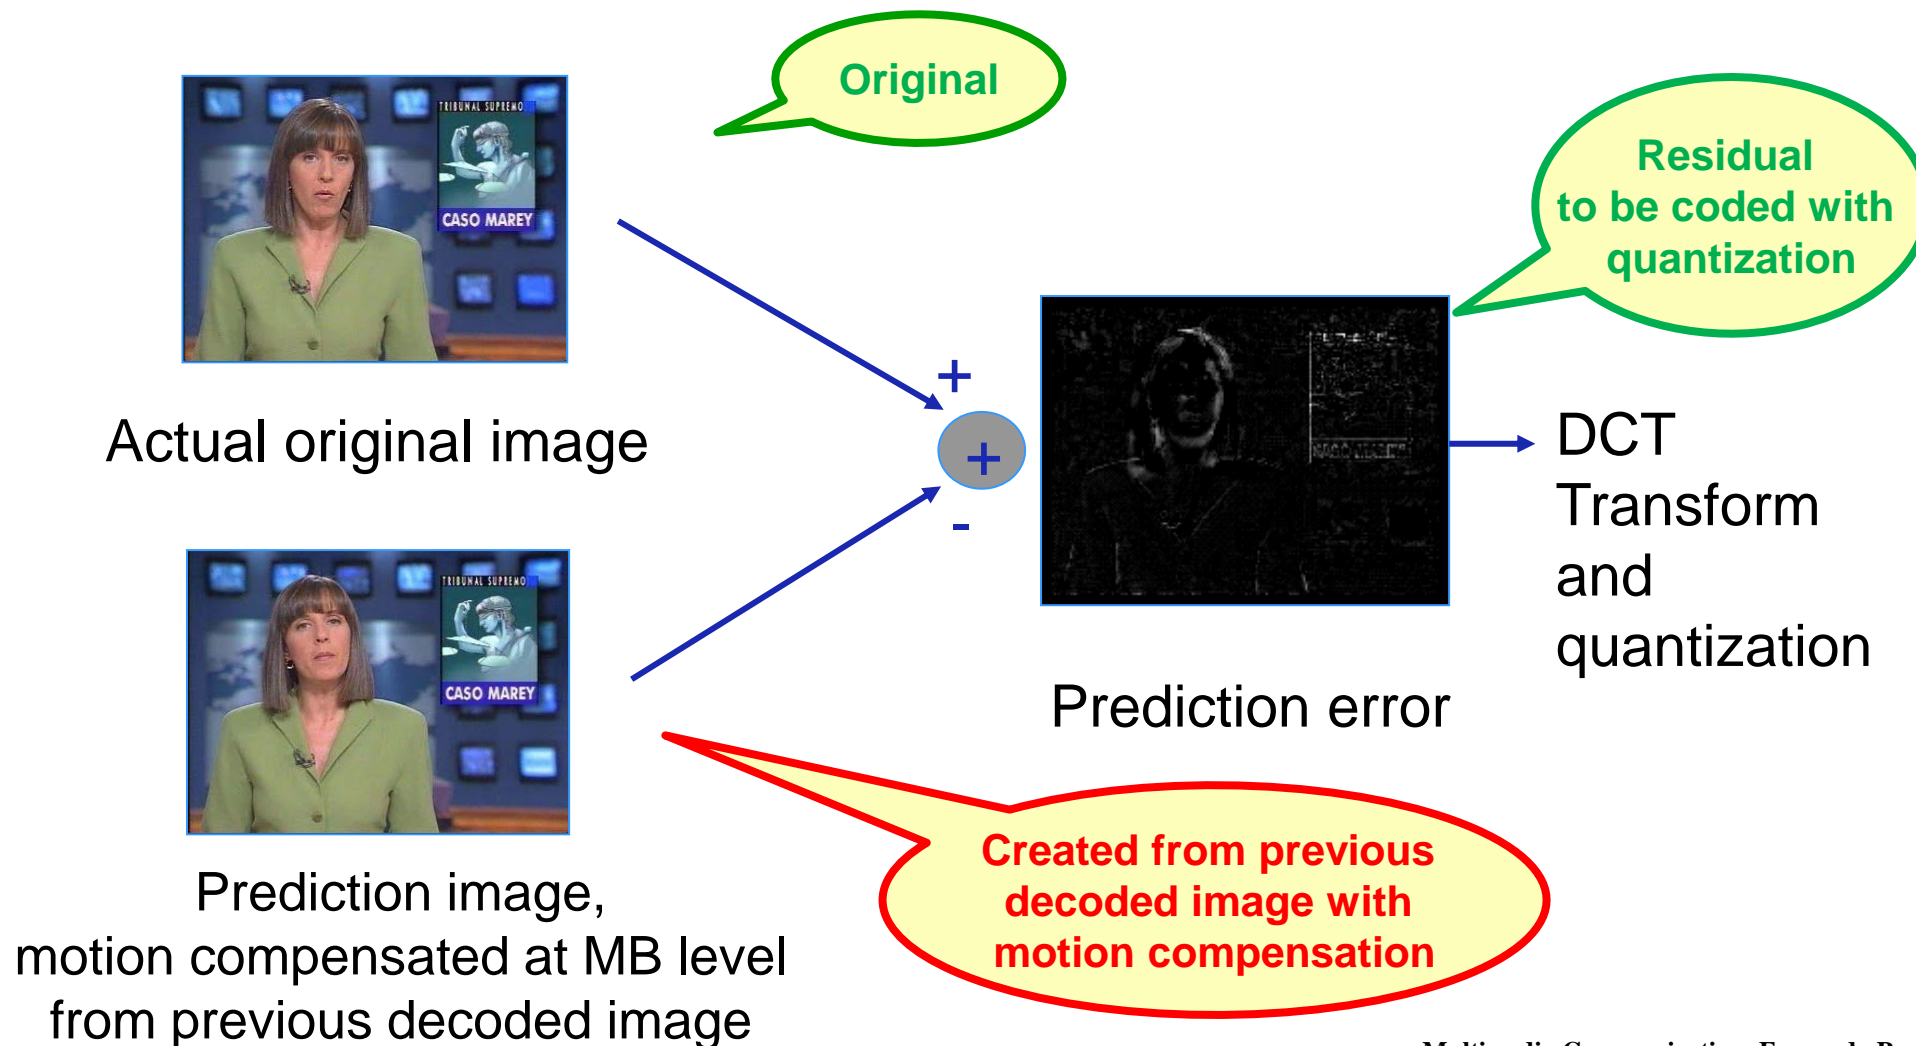 Original
TRIBUNAL SUPREMO
CASO MAREY
Residual
to be coded with
quantization
+
+
-
Actual original image
DCT
Transform
and
quantization
TRIBUNAL SUPREMO
CASO MAREY
Prediction error
Created from previous
decoded image with
motion compensation
Prediction image,
motion compensated at MB level
from previous decoded image